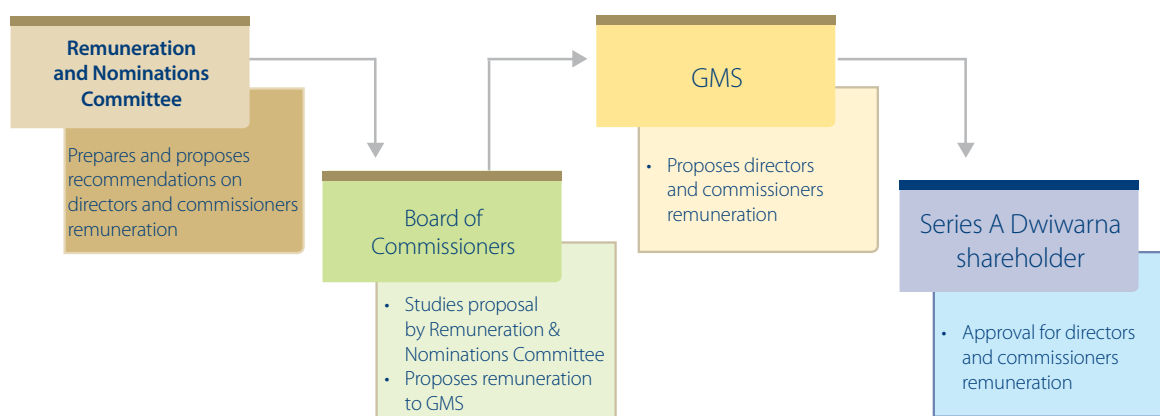 Remuneration
and Nominations
Committee
Prepares and proposes
recommendations on
directors and commissioners
remuneration
Board of
Commissioners
• Studies proposal
by Remuneration &
Nominations Committee
• Proposes remuneration
to GMS
GMS
• Proposes directors
and commissioners
remuneration
Series A Dwiwarna
shareholder
• Approval for directors
and commissioners
remuneration